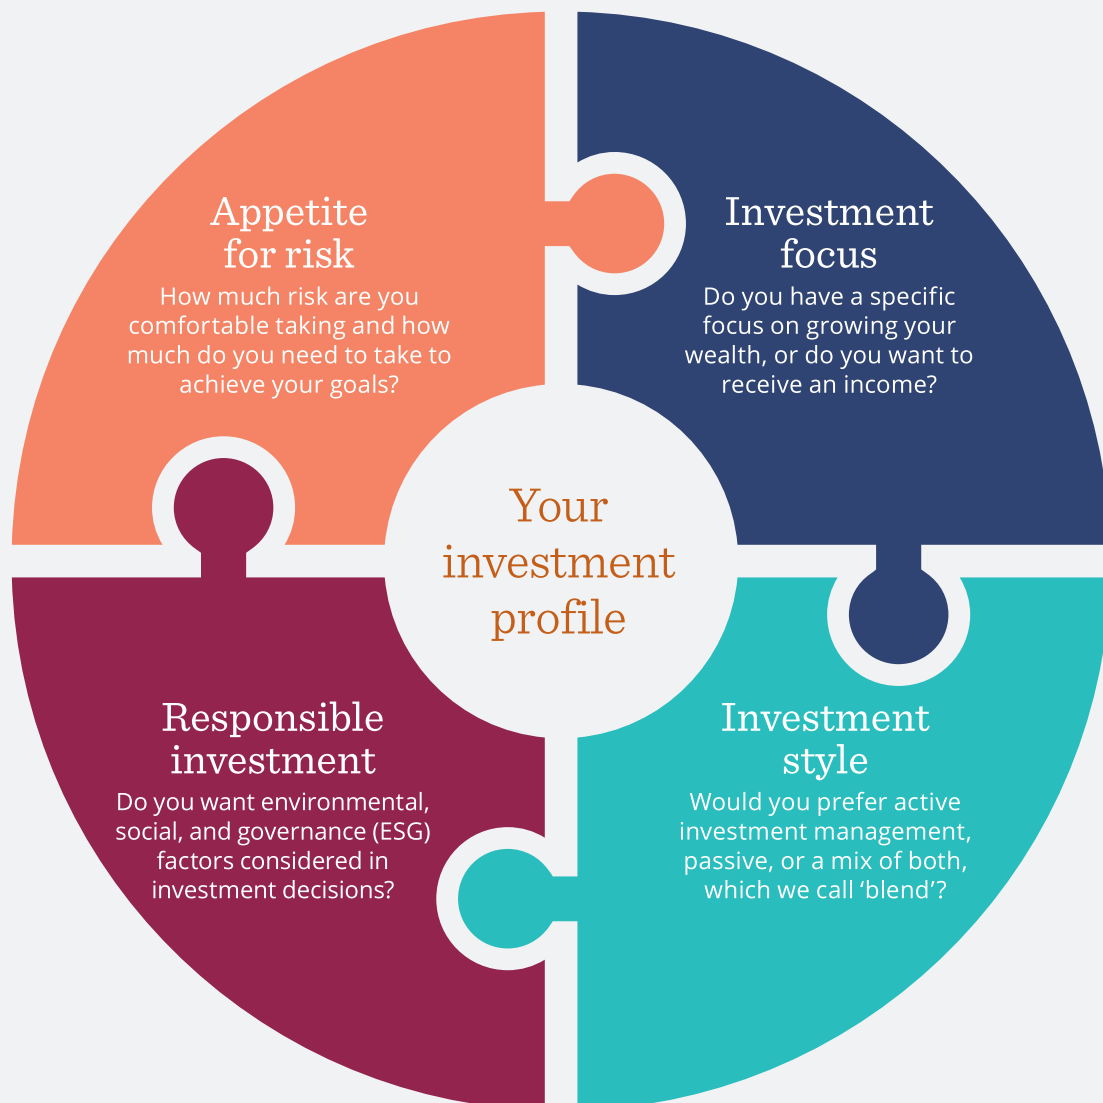 Appetite
for risk
How much risk are you
comfortable taking and how
much do you need to take to
achieve your goals?
Investment
focus
Do you have a specific
focus on growing your
wealth, or do you want to
receive an income?
Your
investment
profile
Responsible
investment
Do you want environmental,
social, and governance (ESG)
factors considered in
investment decisions?
Investment
style
Would you prefer active
investment management,
passive, or a mix of both,
which we call ‘blend’?